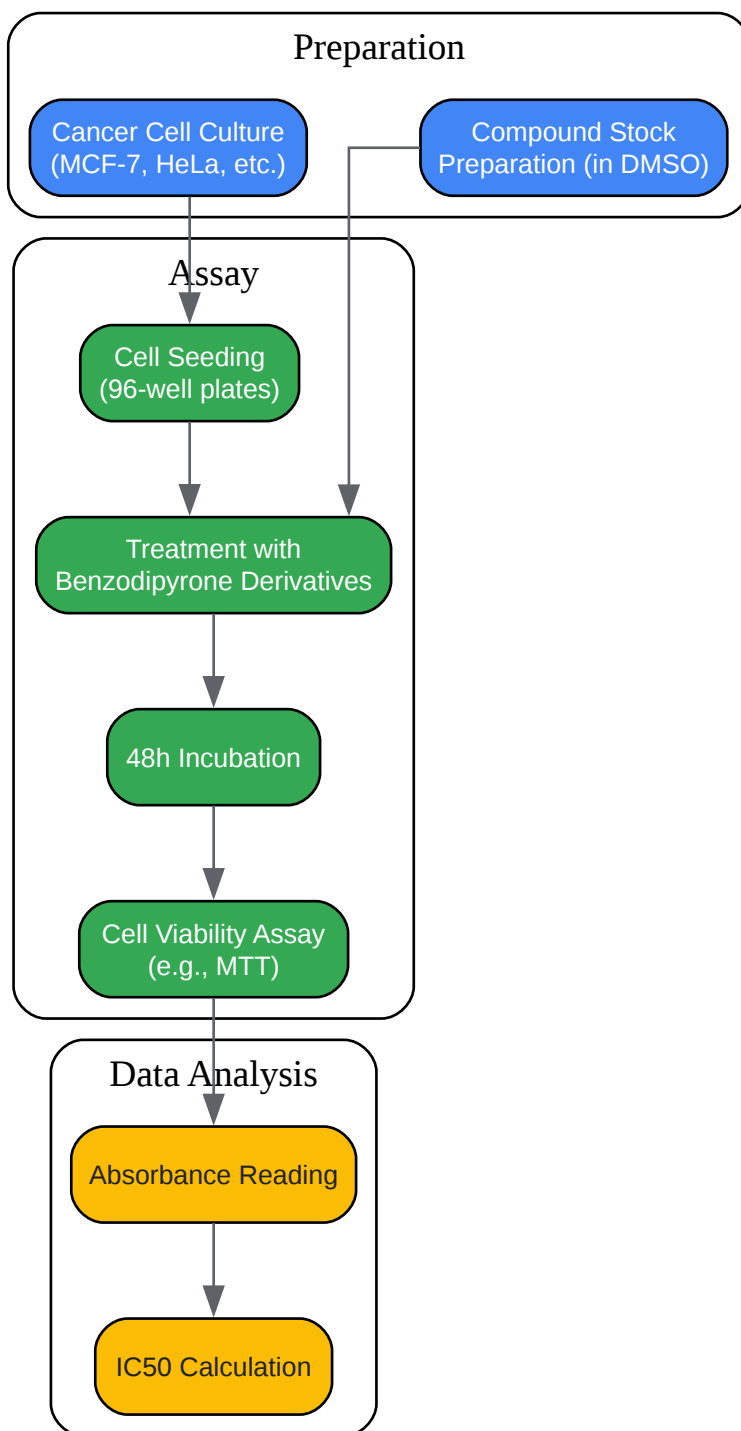 Preparation
Cancer Cell Culture
(MCF-7, HeLa, etc.)
Compound Stock
Preparation (in DMSO)
Assay
Cell Seeding
(96-well plates)
Treatment with
Benzodipyrone Derivatives
48h Incubation
Cell Viability Assay
(e.g., MTT)
Data Analysis
Absorbance Reading
IC50 Calculation